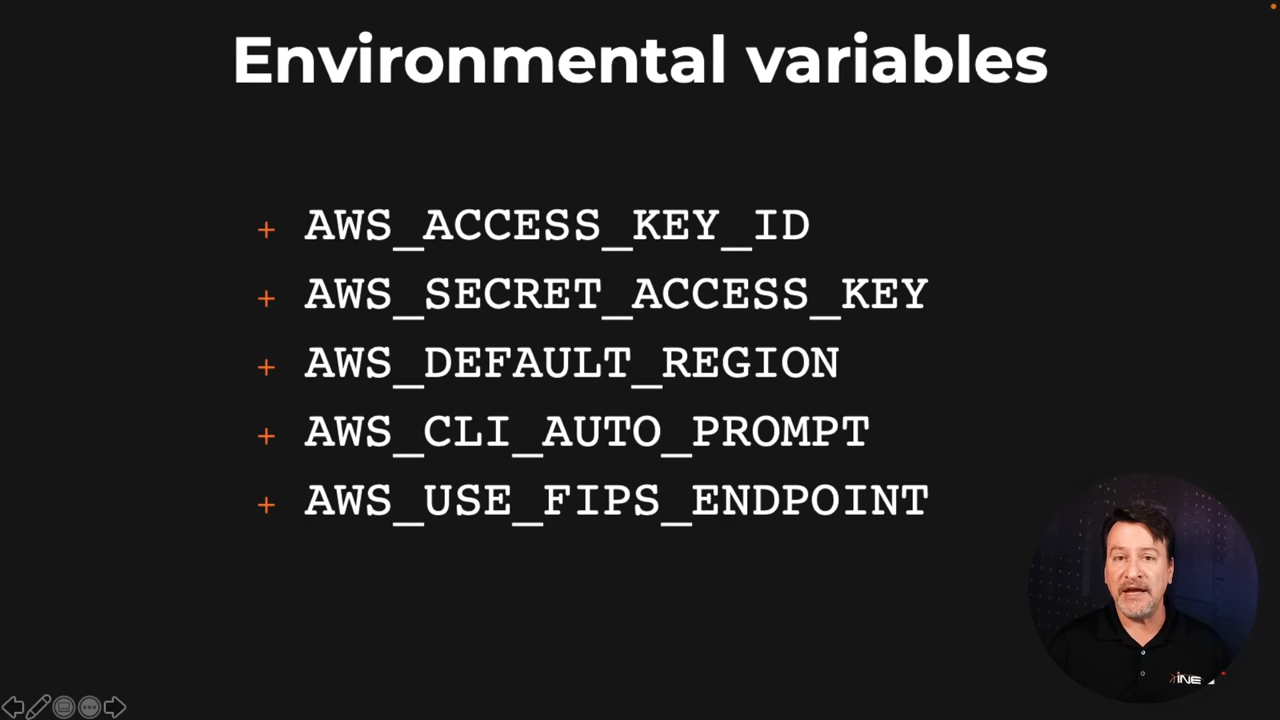 Environmental variables
+ AWS_ACCESS_KEY_ID
+ AWS_SECRET_ACCESS_KEY
+ AWS_DEFAULT_REGION
+ AWS_CLI_AUTO_PROMPT
+ AWS_USE_FIPS_ENDPOINT
INE